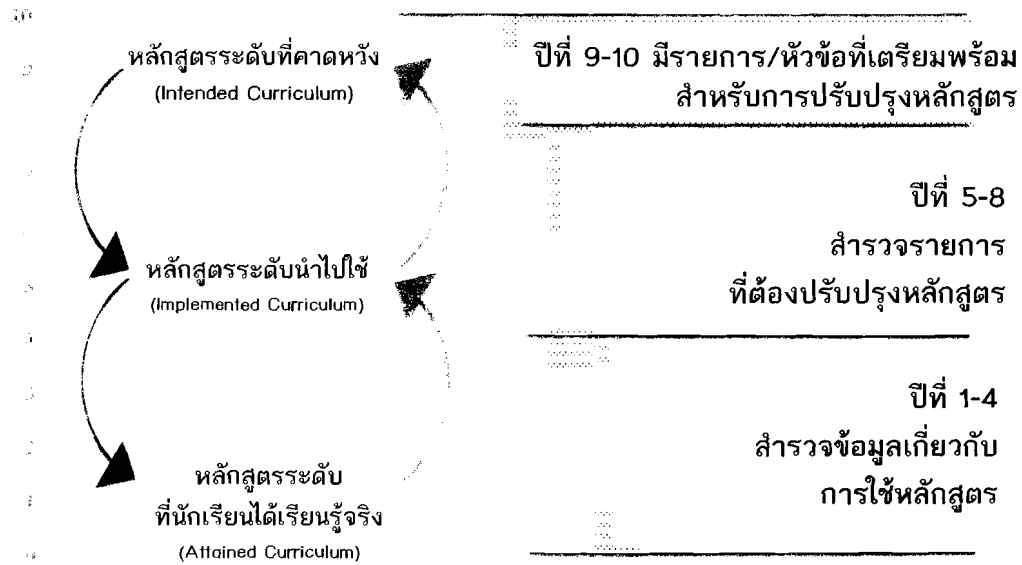 หลักสูตรระดับที่คาดหวัง
(Intended Curriculum)
หลักสูตรระดับนำไปใช้
(Implemented Curriculum)
หลักสูตรระดับ
ที่นักเรียนได้เรียนรู้จริง
(Attained Curriculum)
ปีที่ 9-10 มีรายการ/หัวข้อที่เตรียมพร้อม
สำหรับการปรับปรุงหลักสูตร
ปีที่ 5-8
สำรวจรายการ
ที่ต้องปรับปรุงหลักสูตร
ปีที่ 1-4
สำรวจข้อมูลเกี่ยวกับ
การใช้หลักสูตร